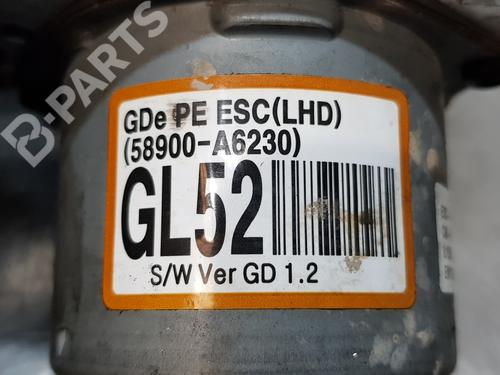 B-PARTS
GDe PE ESC(LHD)
(58900-A6230)
GL52
S/W Ver GD 1.2